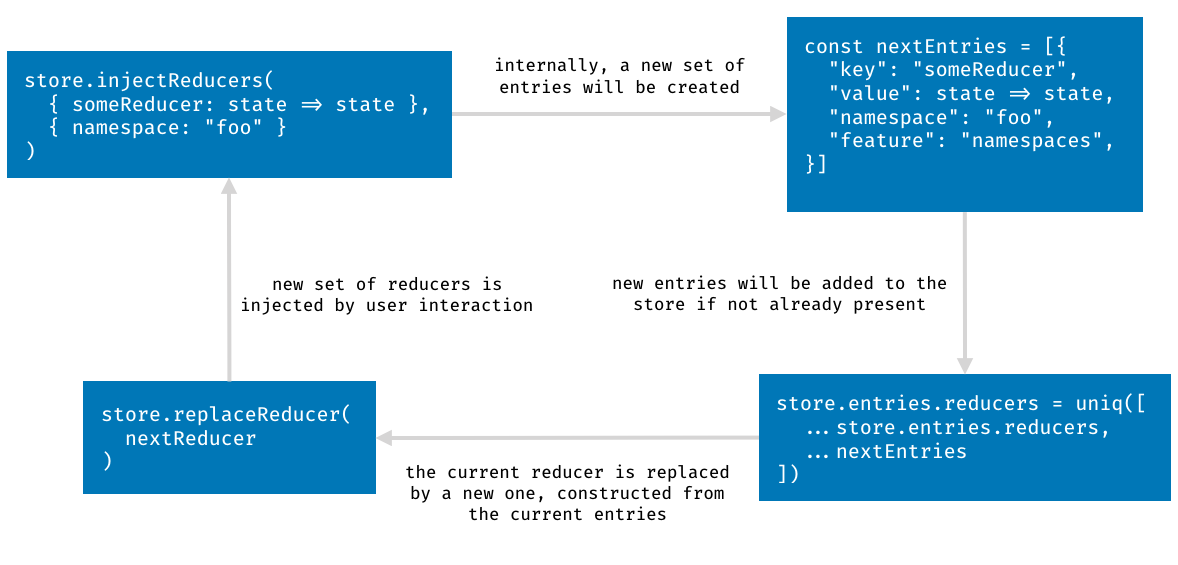 store.injectReducers(
  { someReducer: state => state },
  { namespace: "foo" }
)
internally, a new set of
entries will be created
const nextEntries = [{
  "key": "someReducer",
  "value": state => state,
  "namespace": "foo",
  "feature": "namespaces",
}]
new entries will be added to the
store if not already present
store.entries.reducers = uniq([
  ...store.entries.reducers,
  ...nextEntries
])
the current reducer is replaced
by a new one, constructed from
the current entries
store.replaceReducer(
  nextReducer
)
new set of reducers is
injected by user interaction